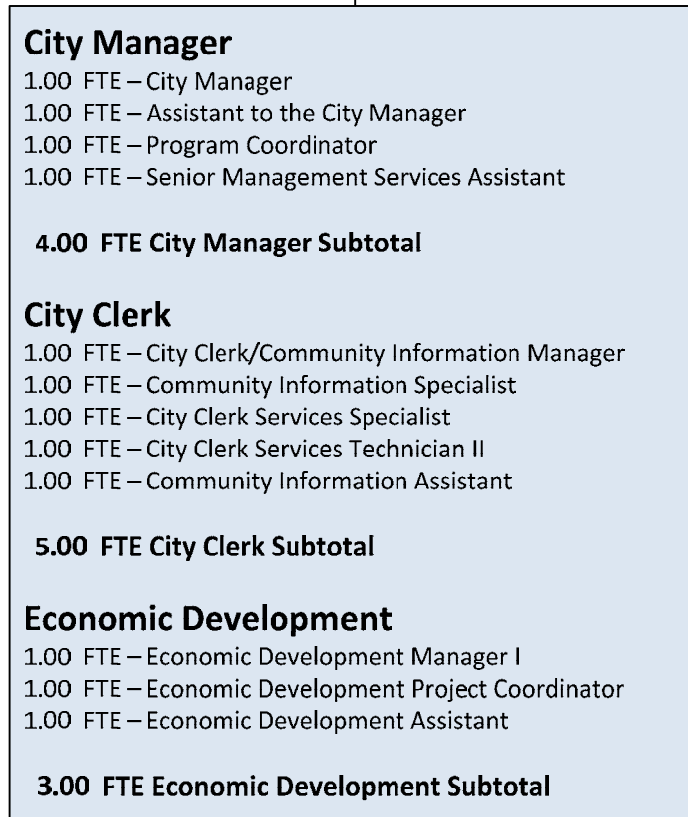 City Manager
1.00 FTE – City Manager
1.00 FTE – Assistant to the City Manager
1.00 FTE – Program Coordinator
1.00 FTE – Senior Management Services Assistant
4.00 FTE City Manager Subtotal
City Clerk
1.00 FTE – City Clerk/Community Information Manager
1.00 FTE – Community Information Specialist
1.00 FTE – City Clerk Services Specialist
1.00 FTE – City Clerk Services Technician II
1.00 FTE – Community Information Assistant
5.00 FTE City Clerk Subtotal
Economic Development
1.00 FTE – Economic Development Manager I
1.00 FTE – Economic Development Project Coordinator
1.00 FTE – Economic Development Assistant
3.00 FTE Economic Development Subtotal